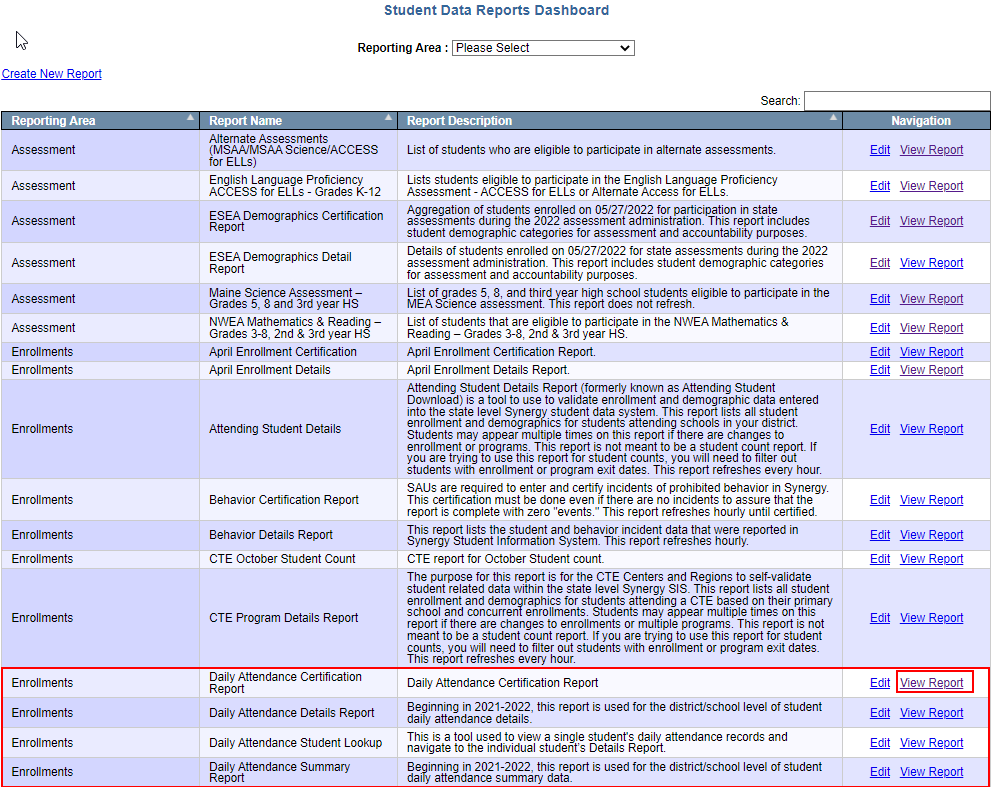 Student Data Reports Dashboard
Reporting Area : Please Select
Create New Report
Search:
Reporting Area Report Name Report Description Navigation
Assessment
Alternate Assessments
(MSAA/MSAA Science/ACCESS
for ELLs)
List of students who are eligible to participate in alternate assessments.
Edit View Report
Assessment
English Language Proficiency
ACCESS for ELLs - Grades K-12
Lists students eligible to participate in the English Language Proficiency
Assessment - ACCESS for ELLs or Alternate Access for ELLs.
Edit View Report
Assessment
ESEA Demographics Certification
Report
Aggregation of students enrolled on 05/27/2022 for participation in state
assessments during the 2022 assessment administration. This report includes
student demographic categories for assessment and accountability purposes.
Edit View Report
Assessment
ESEA Demographics Detail
Report
Details of students enrolled on 05/27/2022 for state assessments during the 2022
assessment administration. This report includes student demographic categories
for assessment and accountability purposes.
Edit View Report
Assessment
Maine Science Assessment –
Grades 5, 8 and 3rd year HS
List of grades 5, 8, and third year high school students eligible to participate in the
MEA Science assessment. This report does not refresh.
Edit View Report
Assessment
NWEA Mathematics & Reading –
Grades 3-8, 2nd & 3rd year HS
List of students that are eligible to participate in the NWEA Mathematics &
Reading – Grades 3-8, 2nd & 3rd year HS.
Edit View Report
Enrollments
April Enrollment Certification
April Enrollment Certification Report.
Edit View Report
Enrollments
April Enrollment Details
April Enrollment Details Report.
Edit View Report
Enrollments
Attending Student Details
Attending Student Details Report (formerly known as Attending Student
Download) is a tool to use to validate enrollment and demographic data entered
into the state level Synergy student data system. This report lists all student
enrollment and demographics for students attending schools in your district.
Students may appear multiple times on this report if there are changes to
enrollment or programs. This report is not meant to be a student count report. If
you are trying to use this report for student counts, you will need to filter out
students with enrollment or program exit dates. This report refreshes every hour.
Edit View Report
Enrollments
Behavior Certification Report
SAUs are required to enter and certify incidents of prohibited behavior in Synergy.
This certification must be done even if there are no incidents to assure that the
report is complete with zero "events." This report refreshes hourly until certified.
Edit View Report
Enrollments
Behavior Details Report
This report lists the student and behavior incident data that were reported in
Synergy Student Information System. This report refreshes hourly.
Edit View Report
Enrollments
CTE October Student Count
CTE report for October Student count.
Edit View Report
Enrollments
CTE Program Details Report
The purpose for this report is for the CTE Centers and Regions to self-validate
student related data within the state level Synergy SIS. This report lists all student
enrollment and demographics for students attending a CTE based on their primary
school and concurrent enrollments. Students may appear multiple times on this
report if there are changes to enrollments or multiple programs. This report is not
meant to be a student count report. If you are trying to use this report for student
counts, you will need to filter out students with enrollment or program exit dates.
This report refreshes every hour.
Edit View Report
Enrollments
Daily Attendance Certification
Report
Daily Attendance Certification Report
Edit View Report
Enrollments
Daily Attendance Details Report
Beginning in 2021-2022, this report is used for the district/school level of student
daily attendance details.
Edit View Report
Enrollments
Daily Attendance Student Lookup
This is a tool used to view a single student's daily attendance records and
navigate to the individual student's Details Report.
Edit View Report
Enrollments
Daily Attendance Summary
Report
Beginning in 2021-2022, this report is used for the district/school level of student
daily attendance summary data.
Edit View Report